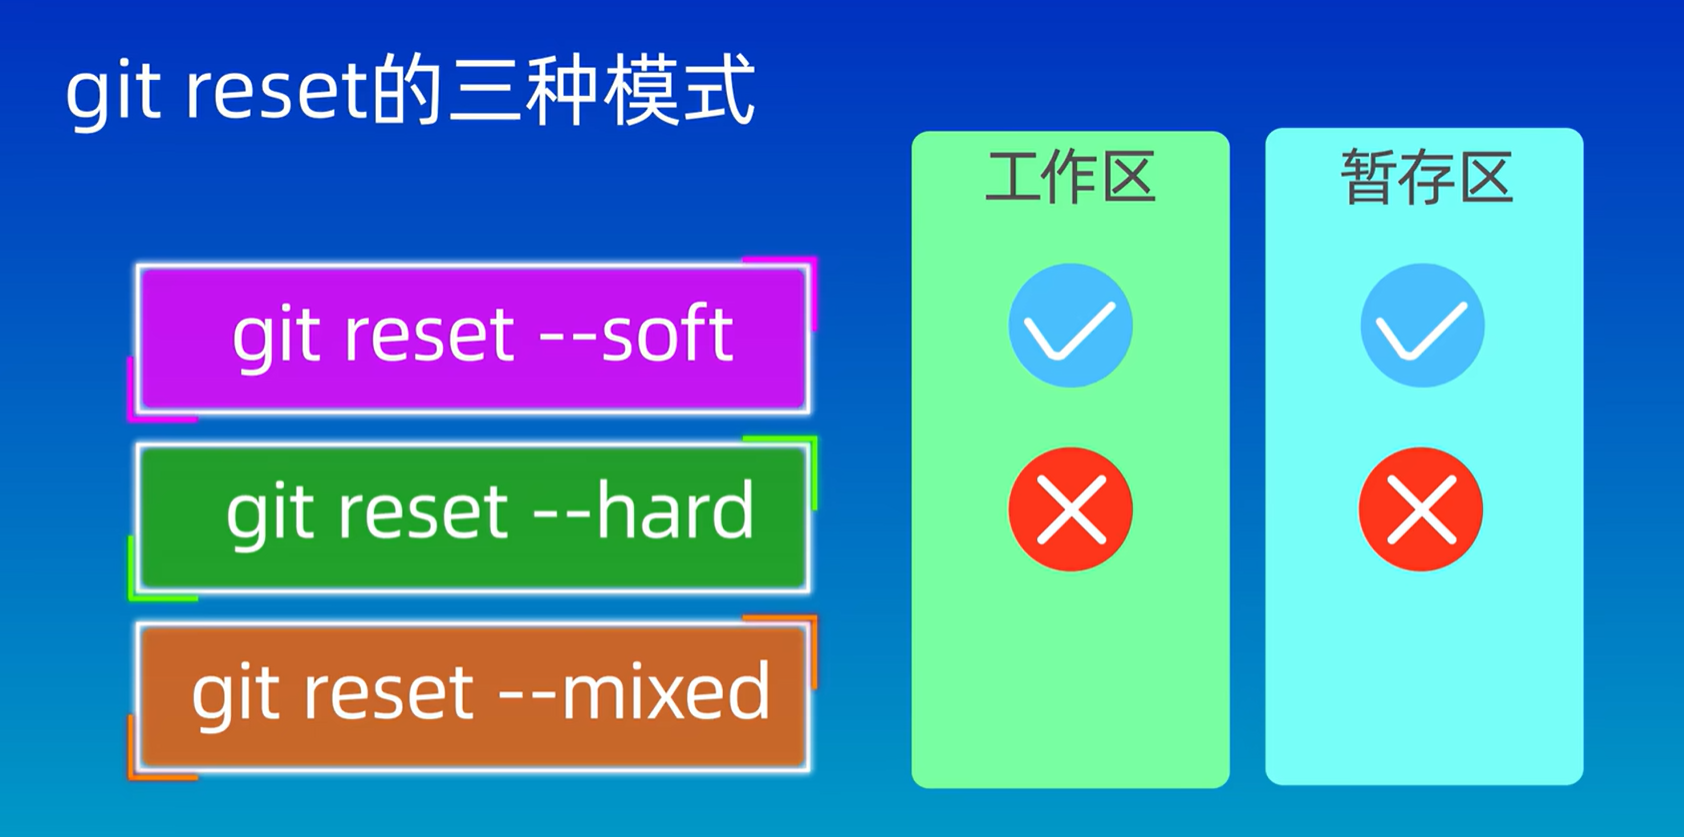 git reset的三种模式
工作区
暂存区
git reset --soft
git reset --hard
git reset --mixed